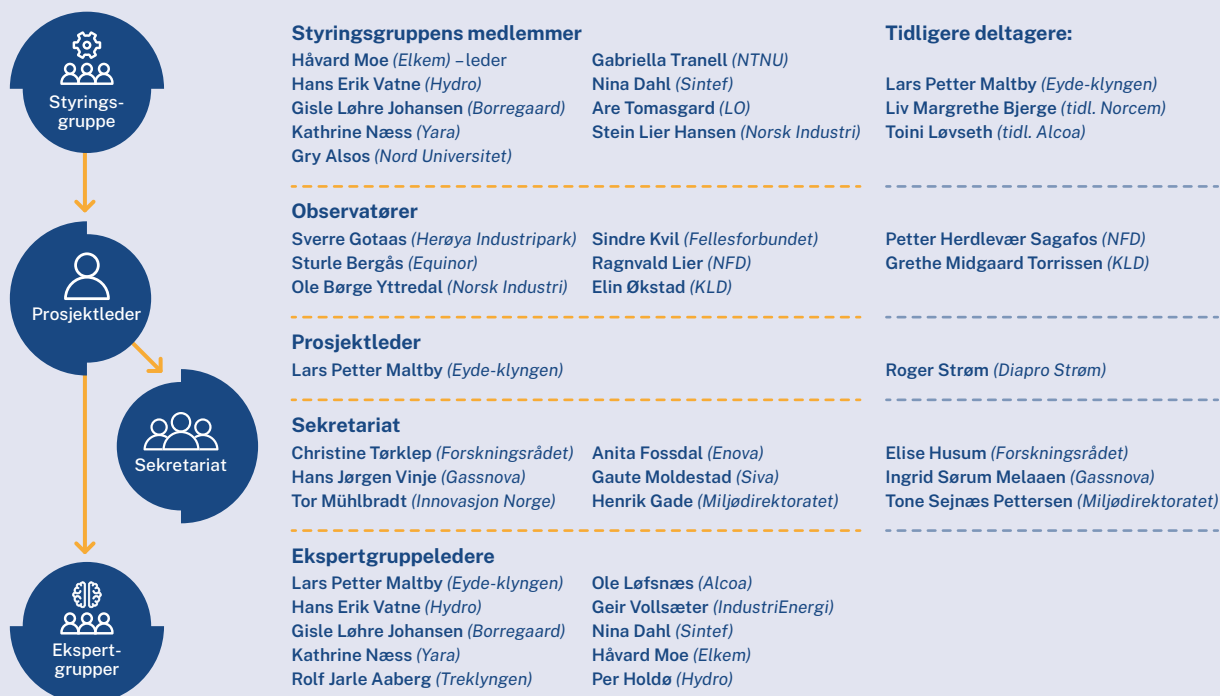 Styrings-
gruppe
Prosjektleder
Sekretariat
Ekspert-
grupper
Styringsgruppens medlemmer
Håvard Moe (Elkem) – leder
Hans Erik Vatne (Hydro)
Gisle Løhre Johansen (Borregaard)
Kathrine Næss (Yara)
Gry Alsos (Nord Universitet)
Gabriella Tranell (NTNU)
Nina Dahl (Sintef)
Are Tomasgard (LO)
Stein Lier Hansen (Norsk Industri)
Tidligere deltagere:
Lars Petter Maltby (Eyde-klyngen)
Liv Margrethe Bjerge (tidl. Norcem)
Toini Løvseth (tidl. Alcoa)
Observatører
Sverre Gotaas (Herøya Industripark)
Sturle Bergås (Equinor)
Ole Børge Yttredal (Norsk Industri)
Sindre Kvil (Fellesforbundet)
Ragnvald Lier (NFD)
Elin Økstad (KLD)
Petter Herdlevær Sagafos (NFD)
Grethe Midgaard Torrissen (KLD)
Prosjektleder
Lars Petter Maltby (Eyde-klyngen)
Roger Strøm (Diapro Strøm)
Sekretariat
Christine Tørklep (Forskningsrådet)
Hans Jørgen Vinje (Gassnova)
Tor Mühlbradt (Innovasjon Norge)
Anita Fossdal (Enova)
Gaute Moldestad (Siva)
Henrik Gade (Miljødirektoratet)
Elise Husum (Forskningsrådet)
Ingrid Sørum Melaaen (Gassnova)
Tone Sejnæs Pettersen (Miljødirektoratet)
Ekspertgruppeledere
Lars Petter Maltby (Eyde-klyngen)
Hans Erik Vatne (Hydro)
Gisle Løhre Johansen (Borregaard)
Kathrine Næss (Yara)
Rolf Jarle Aaberg (Treklyngen)
Ole Løfsnæs (Alcoa)
Geir Vollsæter (IndustriEnergi)
Nina Dahl (Sintef)
Håvard Moe (Elkem)
Per Holdø (Hydro)